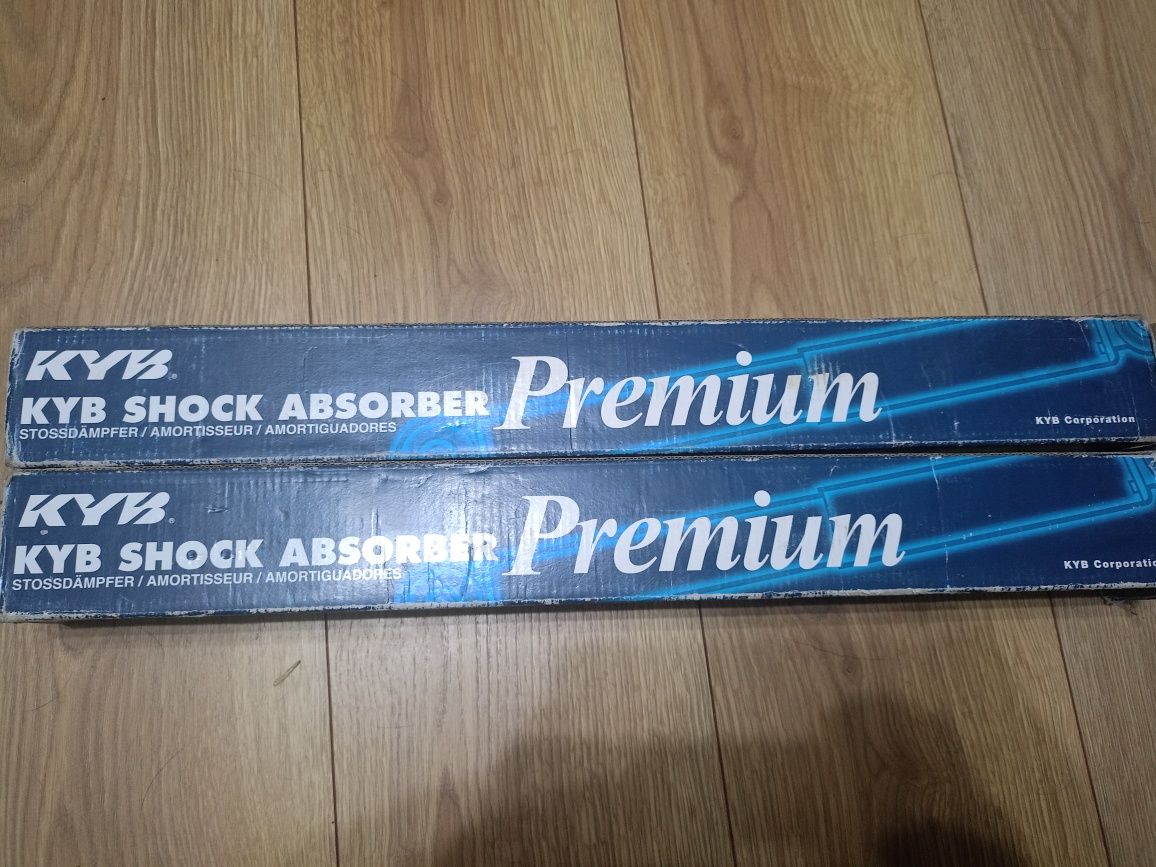 KYB®
KYB SHOCK ABSORBER
STOSSDÄMPFER / AMORTISSEUR / AMORTIGUADORES
Premium
KYB Corporation
KYB®
KYB SHOCK ABSORBER
STOSSDÄMPFER / AMORTISSEUR / AMORTIGUADORES
Premium
KYB Corporatio